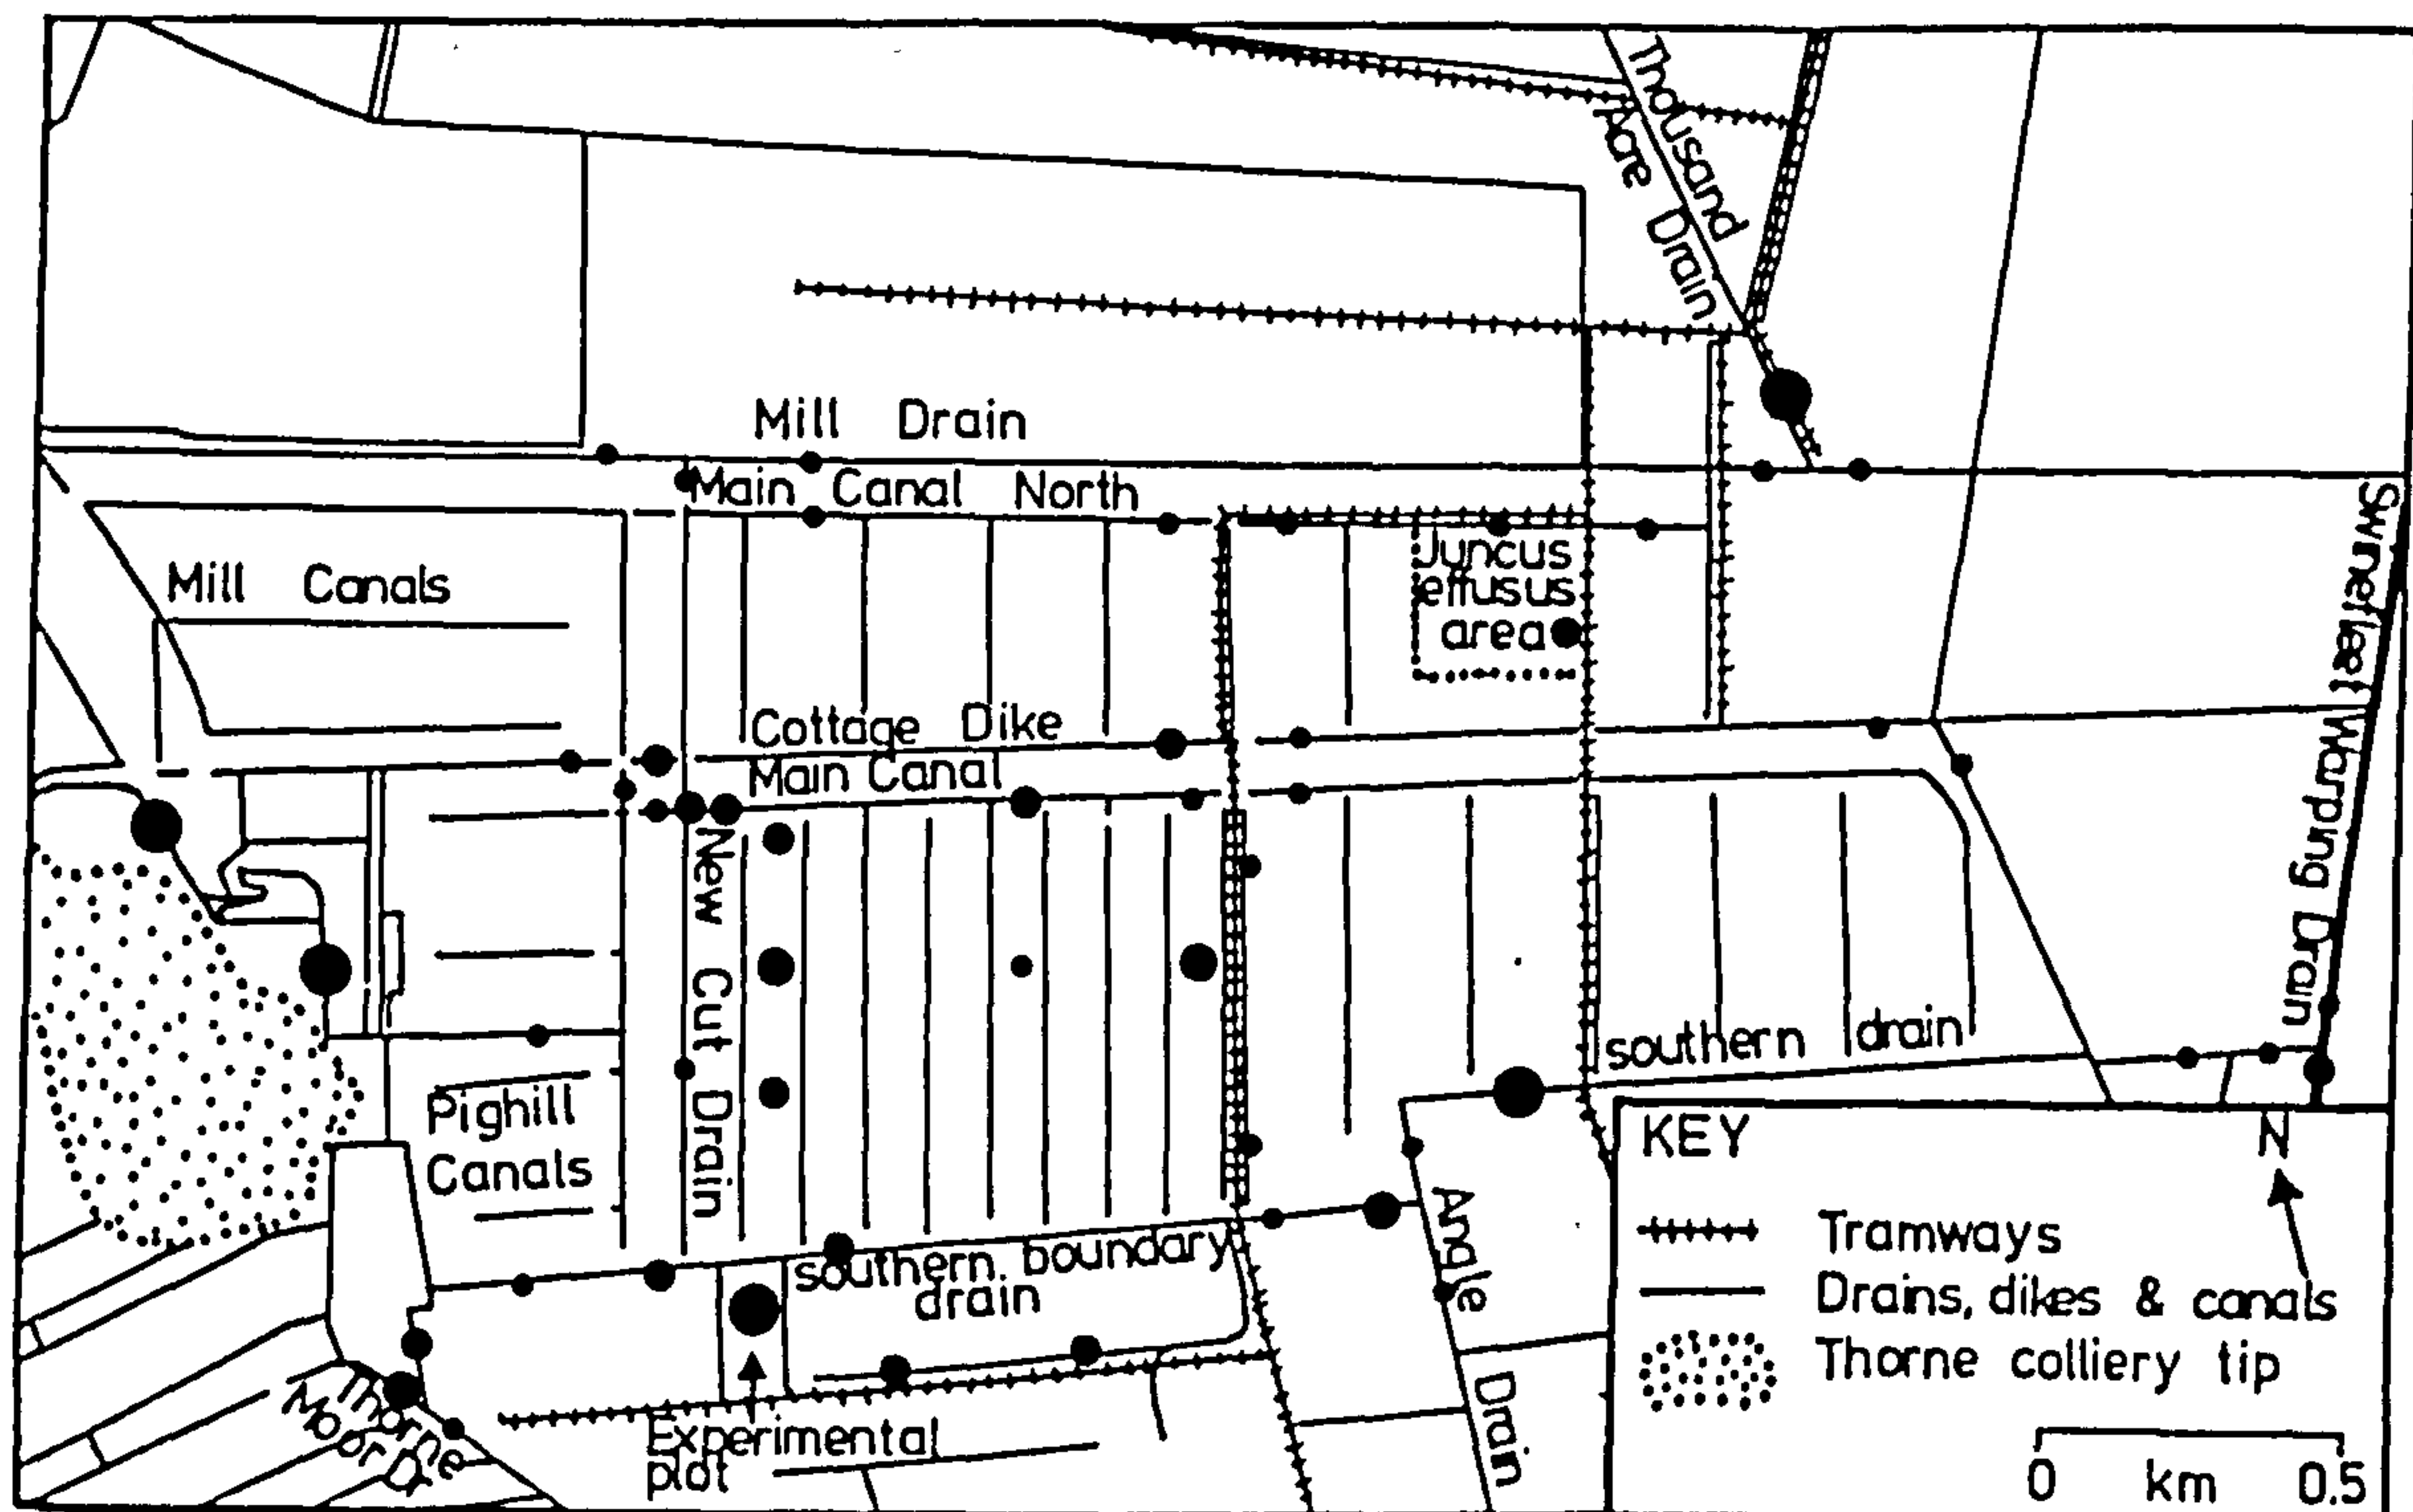 Thousand
Acre Drain
Mill Drain
Main Canal North
Mill Canals
Juncus
effusus
area
Swinefleet Warping Drain
Cottage Dike
Main Canal
New Cut Drain
southern drain
Pighill
Canals
Angle Drain
southern boundary
drain
Experimental
plot
Thorne
Moor
KEY
N
Tramways
Drains, dikes & canals
Thorne colliery tip
0 km 0.5